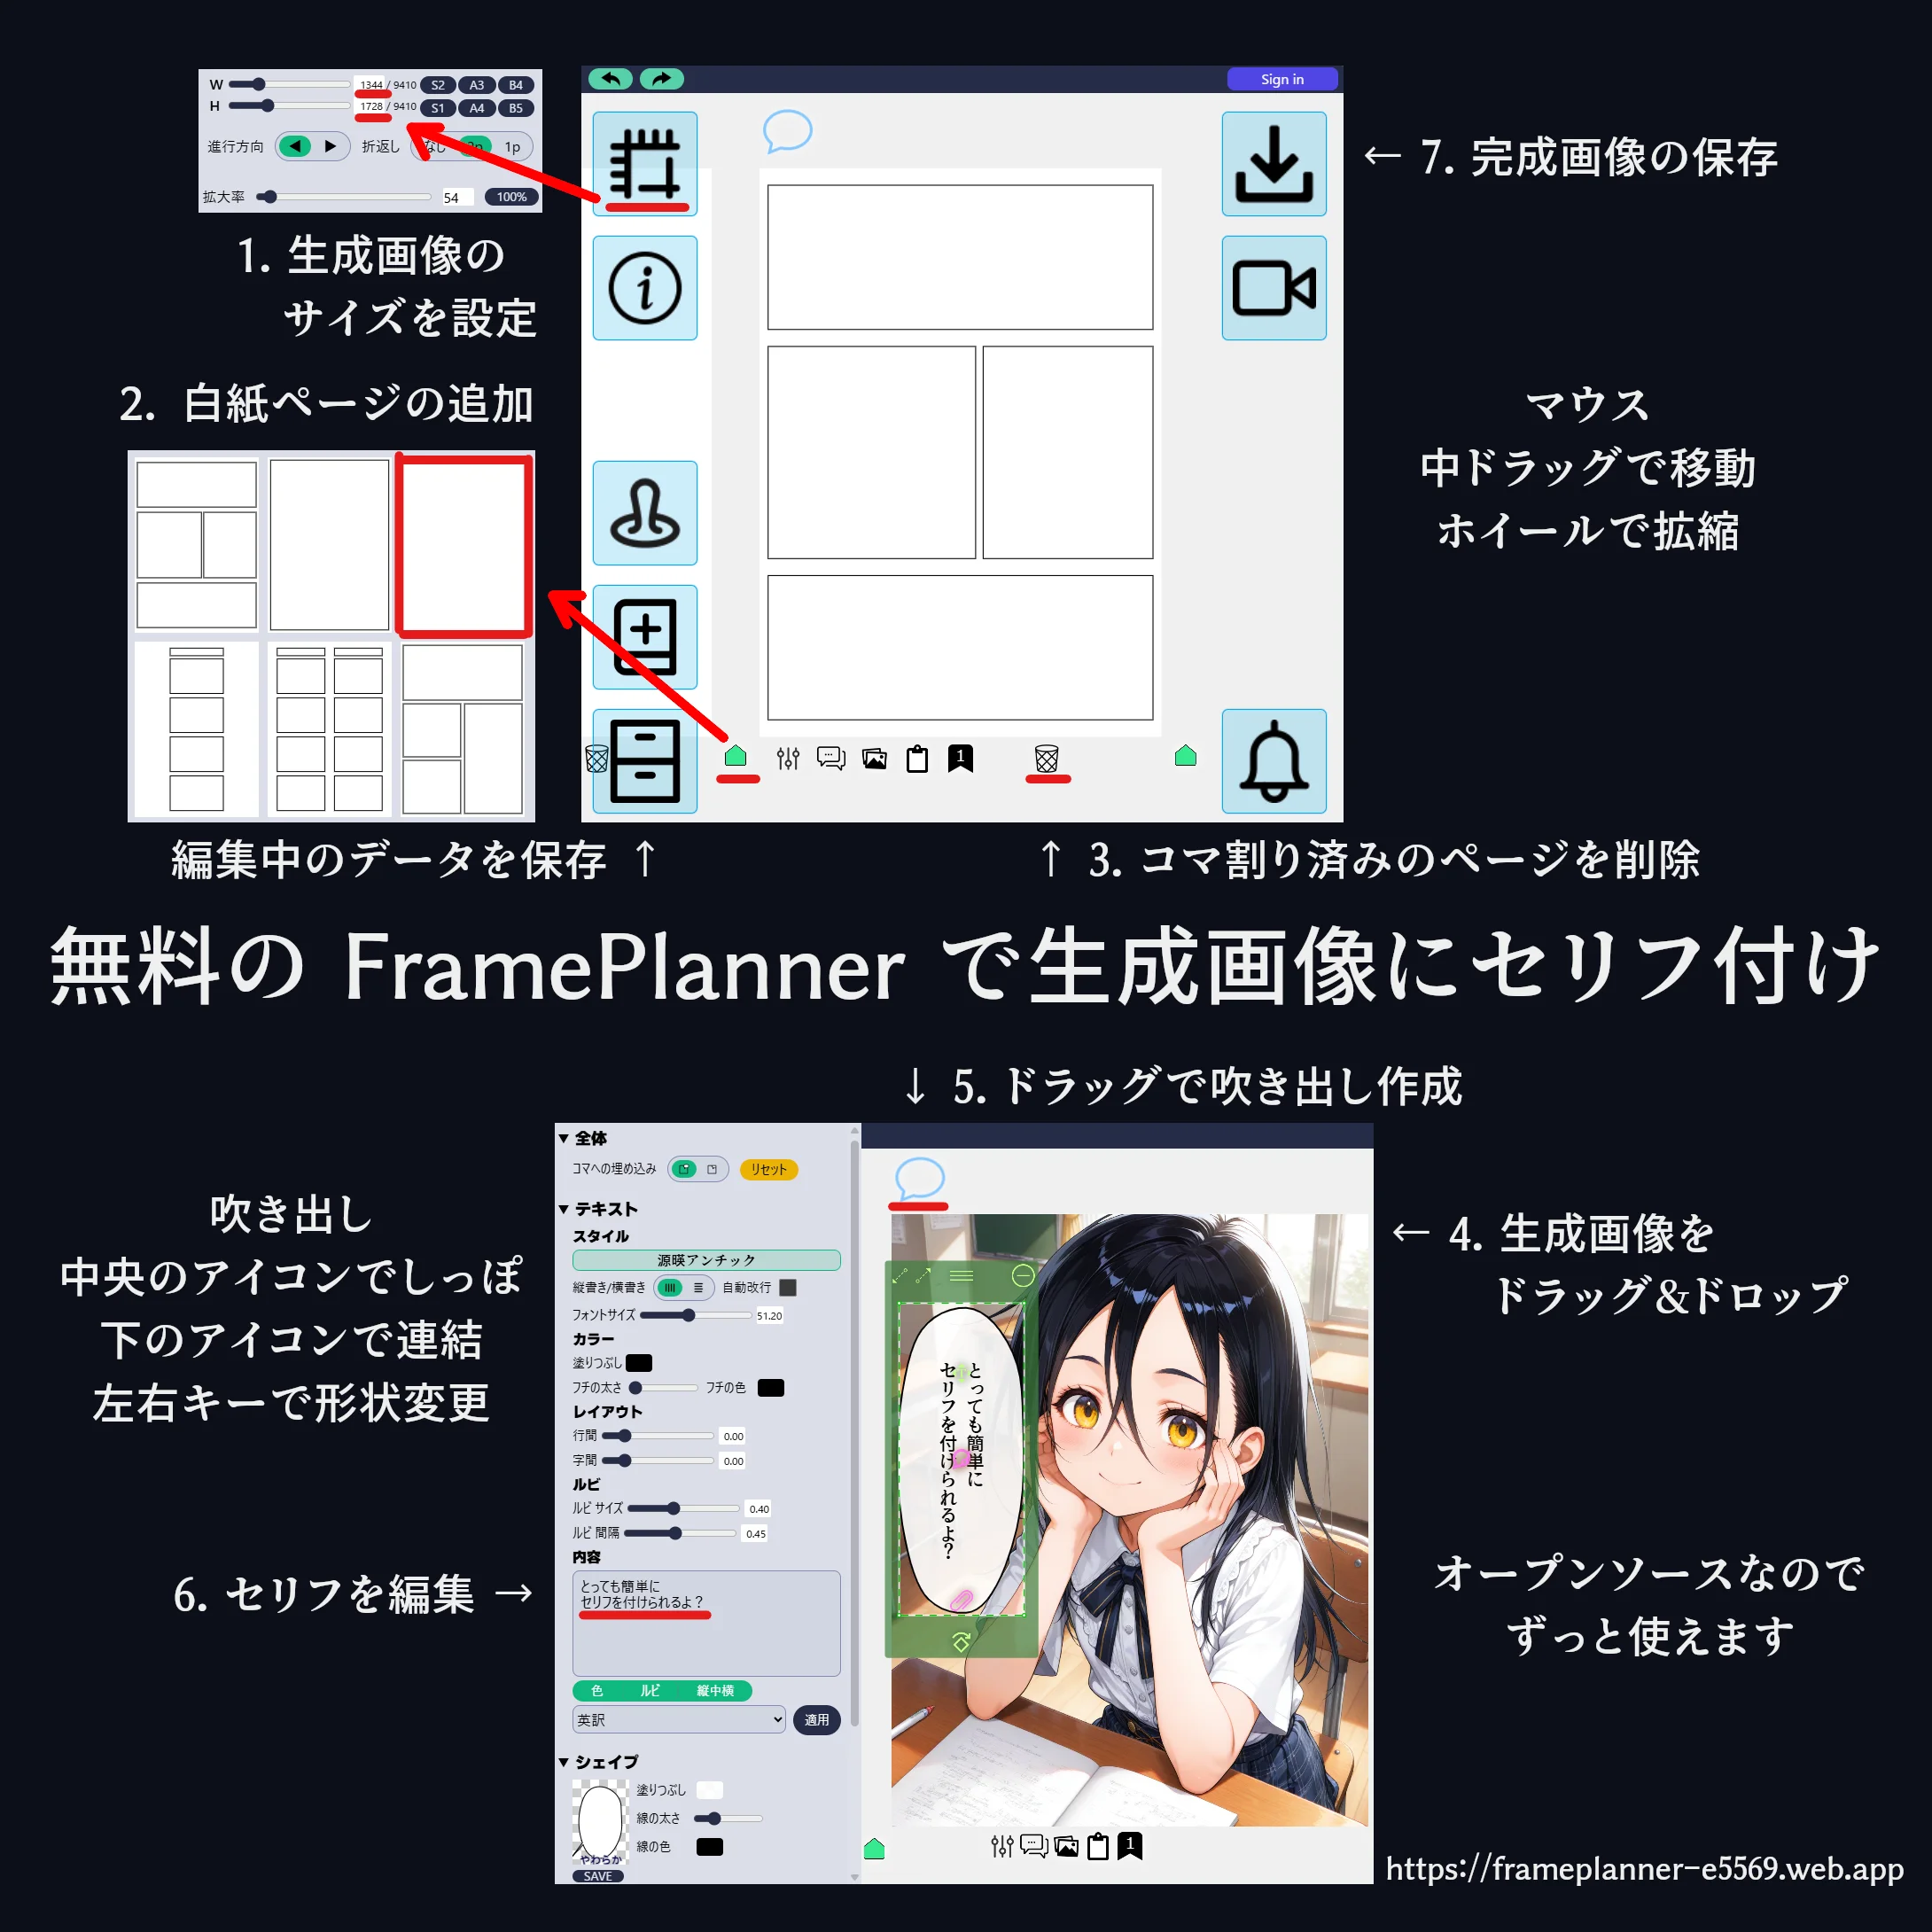 W 1344 / 9410 S2 A3 B4
H 1728 / 9410 S1 A4 B5
進行方向 ◀ ▶ 折返し なし 2p 1p
拡大率 54 100%
1. 生成画像の
サイズを設定
2. 白紙ページの追加
Sign in
← 7. 完成画像の保存
マウス
中ドラッグで移動
ホイールで拡縮
1
編集中のデータを保存 ↑
↑ 3. コマ割り済みのページを削除
無料の FramePlanner で生成画像にセリフ付け
↓ 5. ドラッグで吹き出し作成
吹き出し
中央のアイコンでしっぽ
下のアイコンで連結
左右キーで形状変更
6. セリフを編集 →
▼ 全体
コマへの埋め込み リセット
▼ テキスト
スタイル
源暎アンチック
縦書き/横書き 自動改行
フォントサイズ 51.20
カラー
塗りつぶし
フチの太さ フチの色
レイアウト
行間 0.00
字間 0.00
ルビ
ルビ サイズ 0.40
ルビ 間隔 0.45
内容
とっても簡単に
セリフを付けられるよ？
色 ルビ 縦中横
英訳 適用
▼ シェイプ
塗りつぶし
線の太さ
線の色
やわらか
SAVE
とっても簡単に
セリフを付けられるよ？
1
← 4. 生成画像を
ドラッグ&ドロップ
オープンソースなので
ずっと使えます
https://frameplanner-e5569.web.app